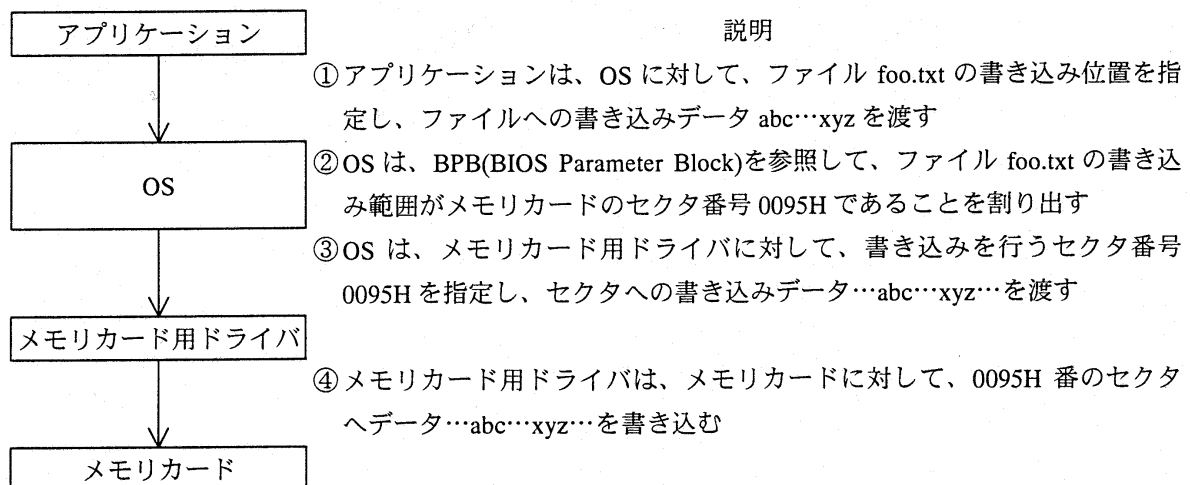 アプリケーション
説明
①アプリケーションは、OS に対して、ファイル foo.txt の書き込み位置を指
定し、ファイルへの書き込みデータ abc…xyz を渡す
OS
②OS は、BPB(BIOS Parameter Block)を参照して、ファイル foo.txt の書き込
み範囲がメモリカードのセクタ番号 0095H であることを割り出す
③OS は、メモリカード用ドライバに対して、書き込みを行うセクタ番号
0095H を指定し、セクタへの書き込みデータ…abc…xyz…を渡す
メモリカード用ドライバ
④メモリカード用ドライバは、メモリカードに対して、0095H 番のセクタ
へデータ…abc…xyz…を書き込む
メモリカード